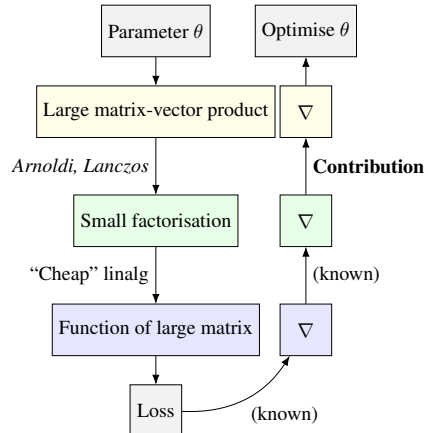 Parameter θ
Optimise θ
Large matrix-vector product
∇
Arnoldi, Lanczos
Contribution
Small factorisation
∇
“Cheap” linalg
(known)
Function of large matrix
∇
Loss
(known)